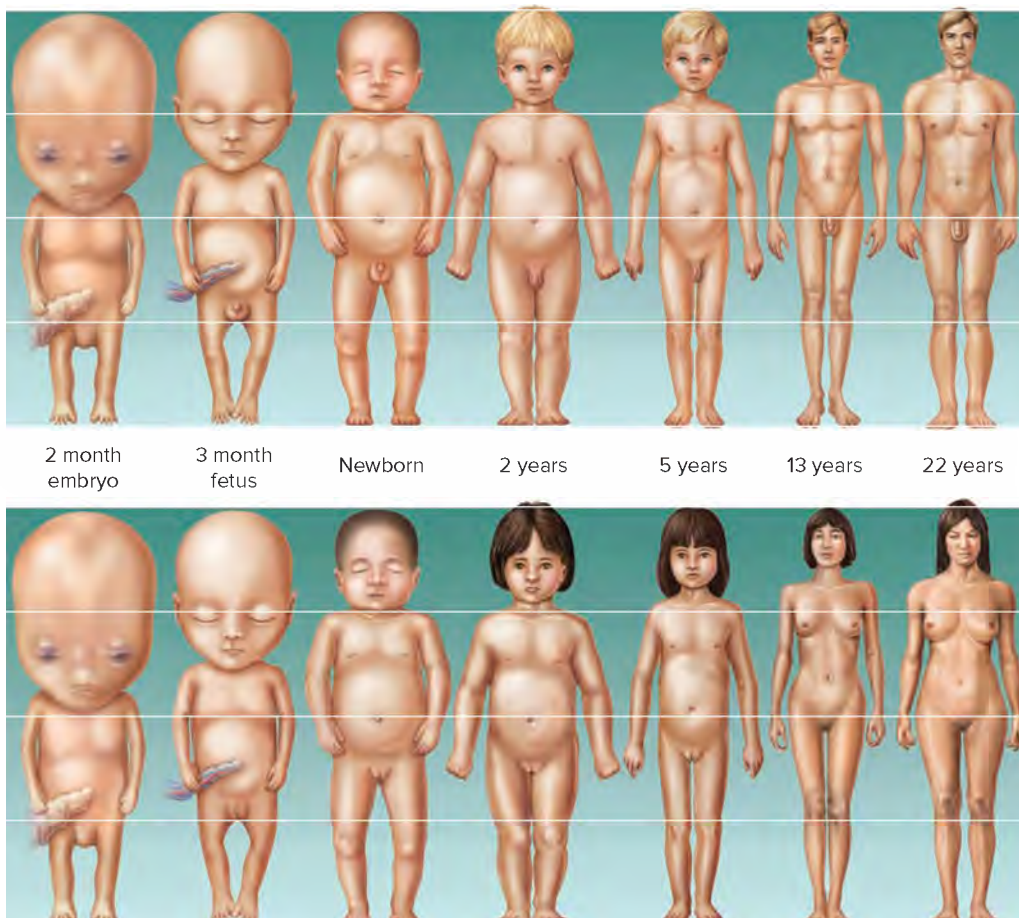 2 month
embryo
3 month
fetus
Newborn
2 years
5 years
13 years
22 years